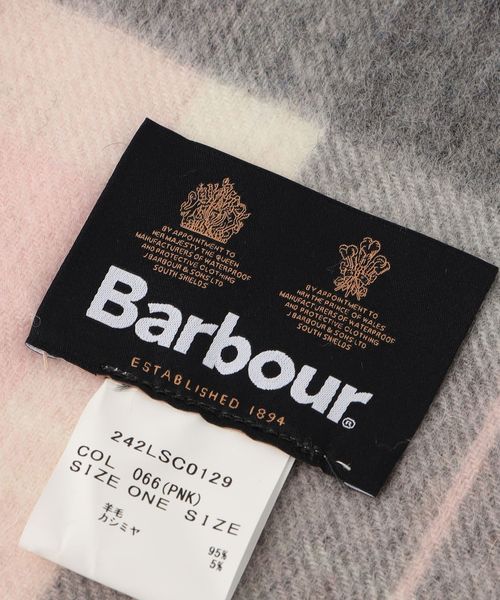 BY APPOINTMENT TO
HER MAJESTY THE QUEEN
MANUFACTURERS OF WATERPROOF
AND PROTECTIVE CLOTHING
J.BARBOUR & SONS LTD
SOUTH SHIELDS
BY APPOINTMENT TO
HRH THE PRINCE OF WALES
MANUFACTURERS OF WATERPROOF
AND PROTECTIVE CLOTHING
J.BARBOUR & SONS LTD
SOUTH SHIELDS
Barbour®
ESTABLISHED 1894
242LSC0129
COL 066(PNK)
SIZE ONE SIZE
羊毛 95%
カシミヤ 5%